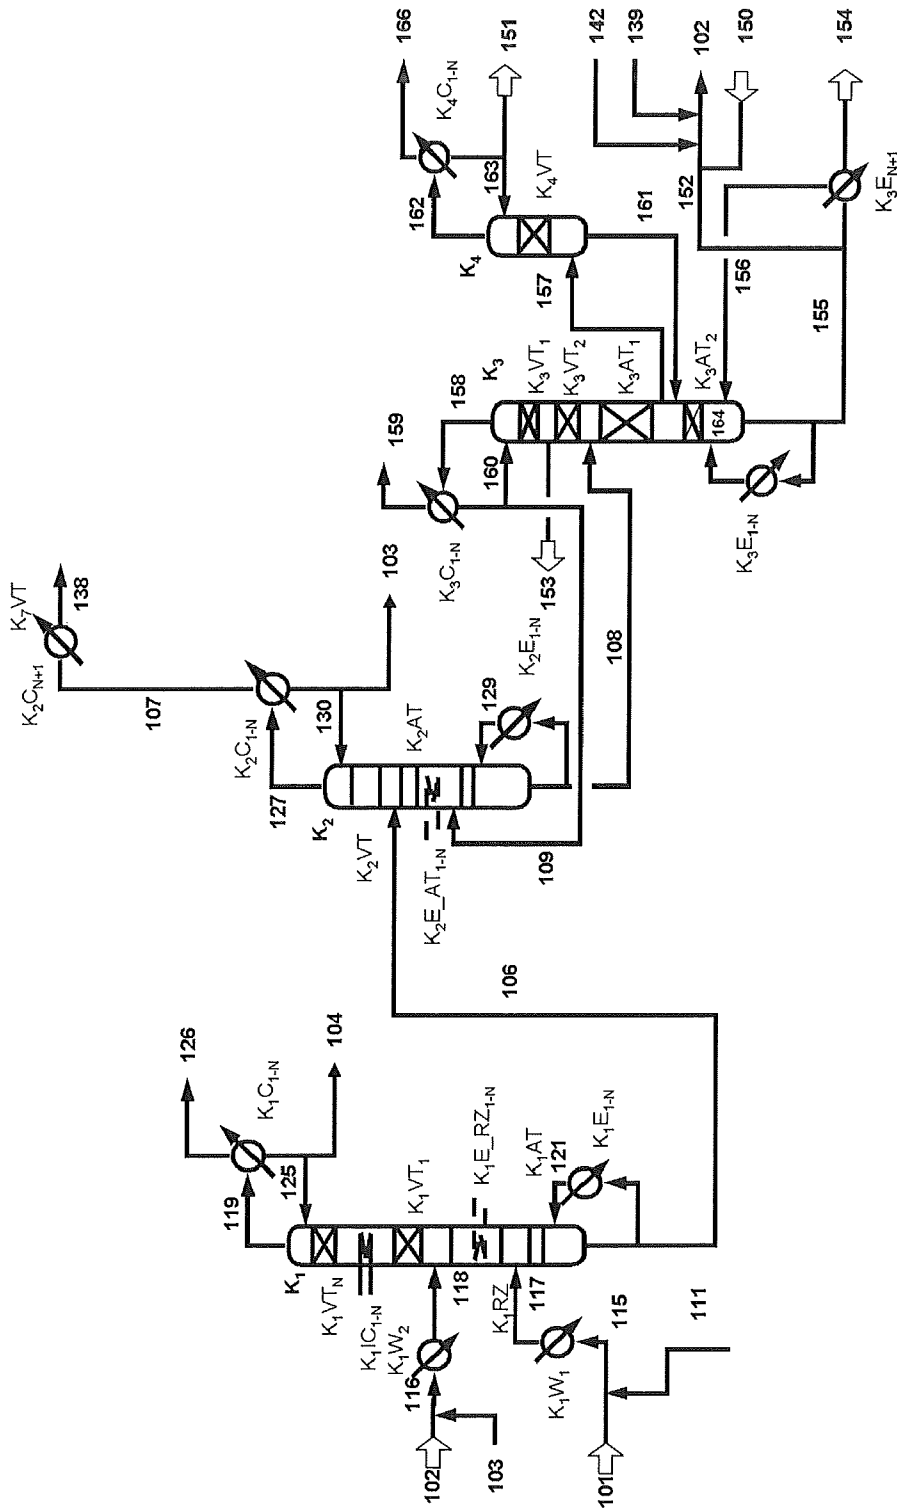 166
151
142
139
102
150
154
K₄C₁₋N
162
163
K₄VT
K₄
157
161
152
156
155
K₃E_N+1
K₃
K₃VT₁
K₃VT₂
K₃AT₁
K₃AT₂
164
158
159
160
K₃C₁₋N
153
K₃E₁₋N
108
K₇VT
138
K₂C_N+1
107
103
K₂C₁₋N
127
130
K₂AT
129
K₂E₁₋N
K₂
K₂VT
K₂E_AT₁₋N
109
106
126
104
K₁C₁₋N
119
125
K₁VT₁
K₁E_RZ₁₋N
K₁AT
121
K₁E₁₋N
K₁
K₁VT_N
K₁IC₁₋N
K₁W₂
118
K₁RZ
117
116
115
111
K₁W₁
102
103
101